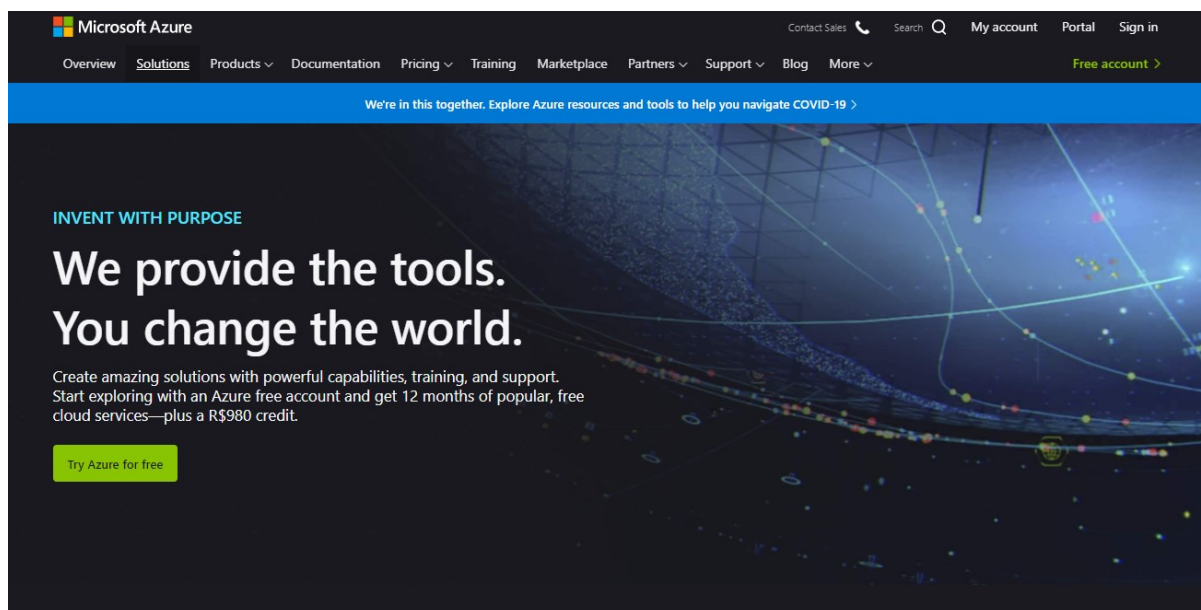 Microsoft Azure
Contact Sales
Search
My account
Portal
Sign in
Overview
Solutions
Products
Documentation
Pricing
Training
Marketplace
Partners
Support
Blog
More
Free account
We're in this together. Explore Azure resources and tools to help you navigate COVID-19
INVENT WITH PURPOSE
We provide the tools.
You change the world.
Create amazing solutions with powerful capabilities, training, and support.
Start exploring with an Azure free account and get 12 months of popular, free
cloud services—plus a R$980 credit.
Try Azure for free